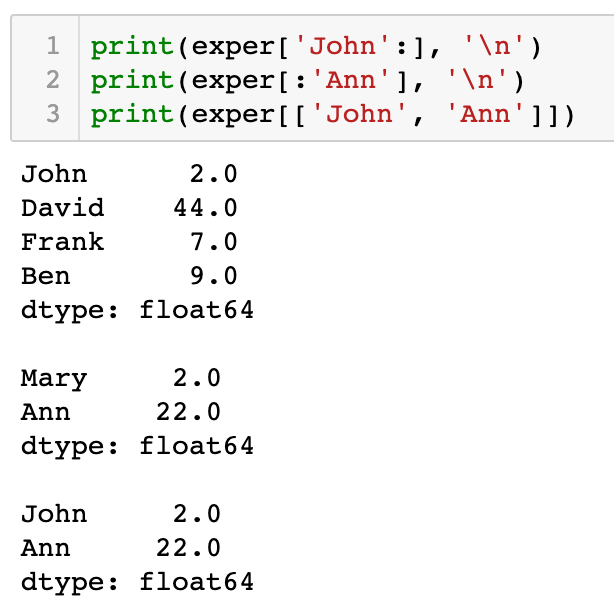 1 print(exper['John':], '\n')
2 print(exper[:'Ann'], '\n')
3 print(exper[['John', 'Ann']])
John      2.0
David    44.0
Frank     7.0
Ben       9.0
dtype: float64
Mary     2.0
Ann     22.0
dtype: float64
John     2.0
Ann     22.0
dtype: float64